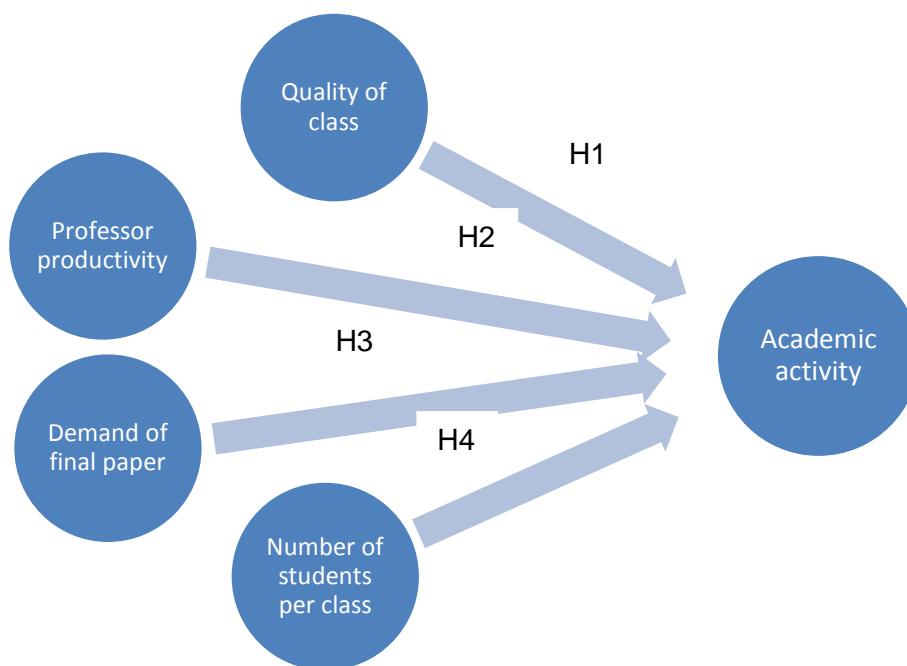 Quality of
class
H1
H2
Professor
productivity
H3
Academic
activity
Demand of
final paper
H4
Number of
students
per class